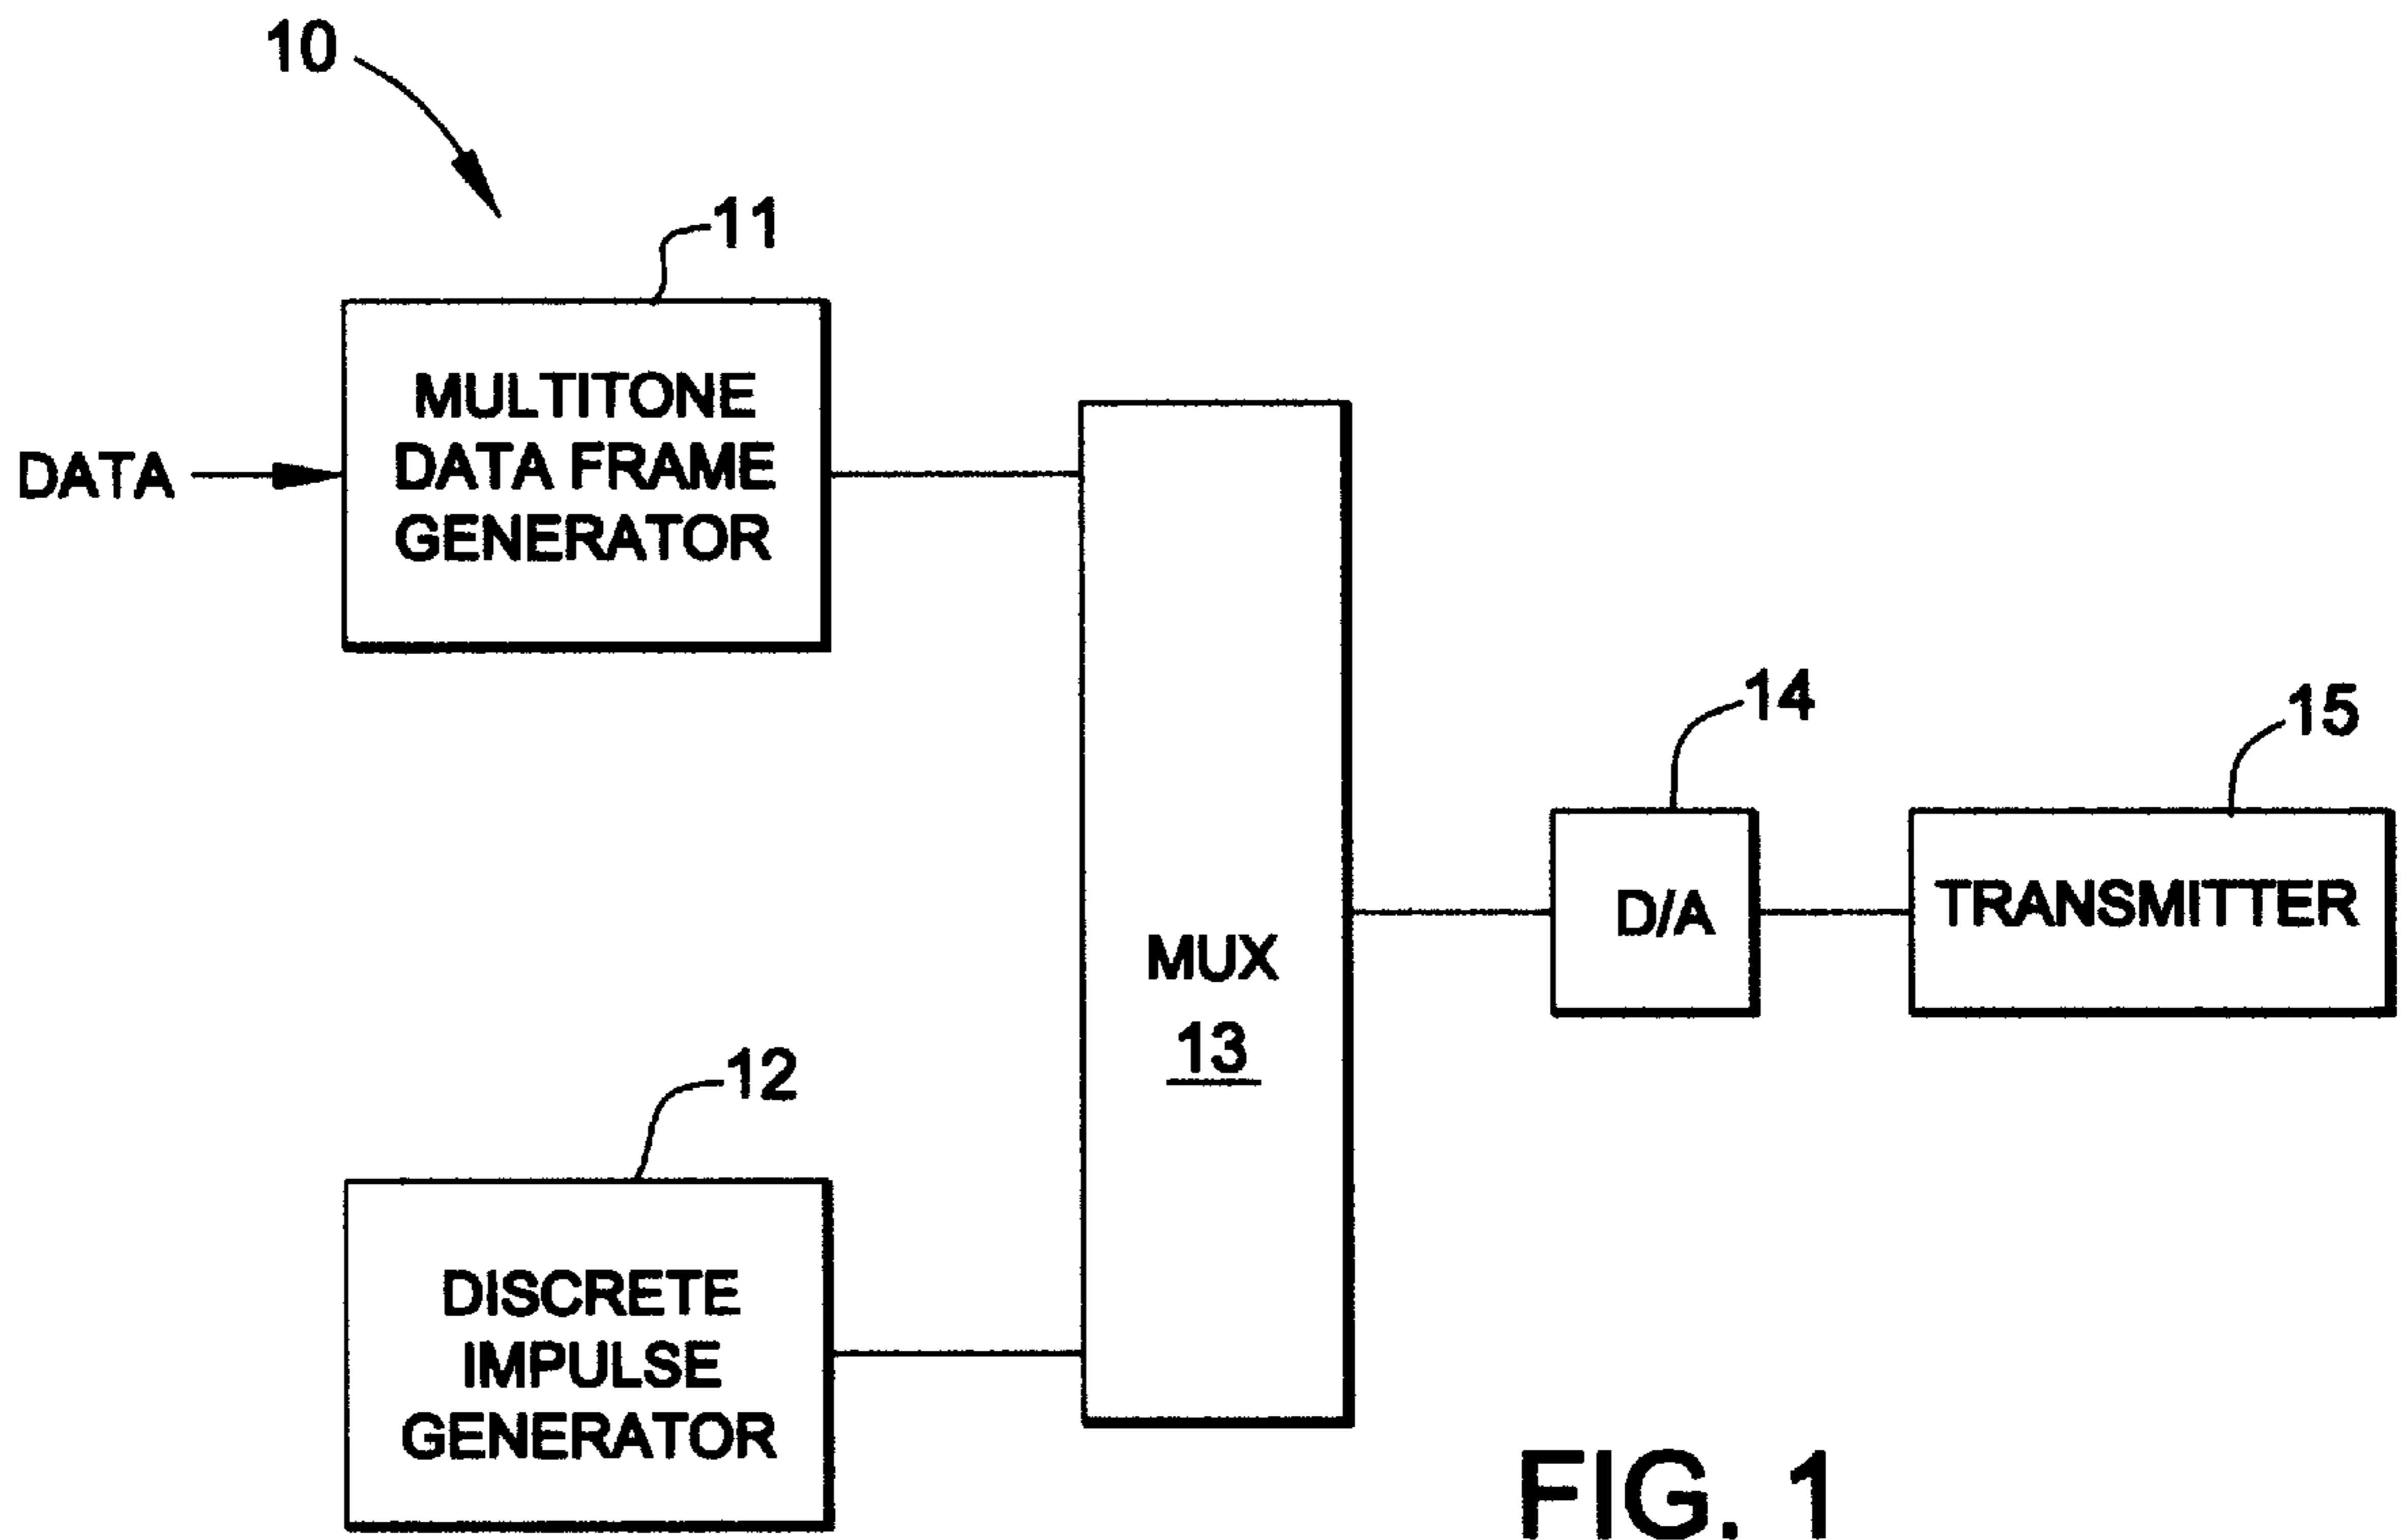 10
11
MULTITONE
DATA FRAME
GENERATOR
DATA
14
15
D/A
TRANSMITTER
MUX
13
12
DISCRETE
IMPULSE
GENERATOR
FIG. 1